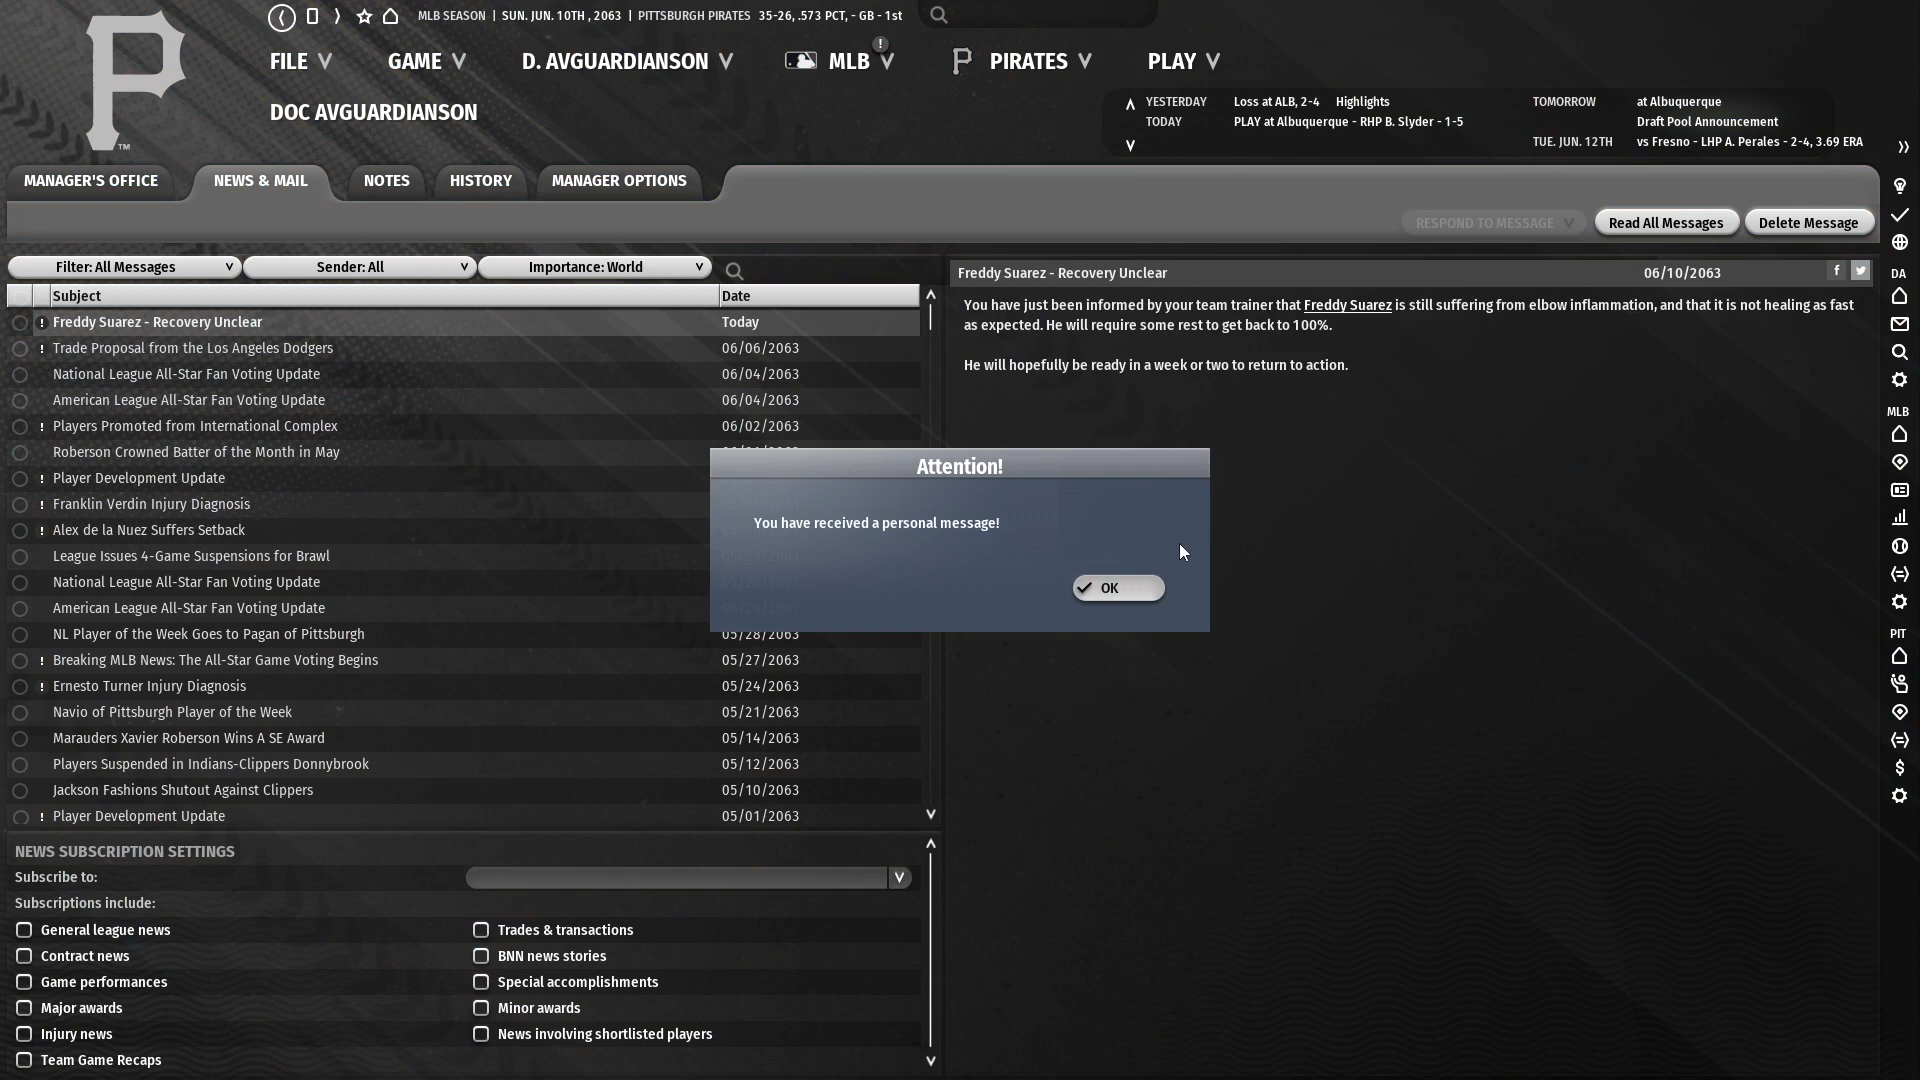 MLB SEASON | SUN. JUN. 10TH , 2063 | PITTSBURGH PIRATES 35-26, .573 PCT, - GB - 1st
FILE GAME D. AVGUARDIANSON MLB ! P PIRATES PLAY
P
TM
DOC AVGUARDIANSON
YESTERDAY Loss at ALB, 2-4 Highlights TOMORROW at Albuquerque
TODAY PLAY at Albuquerque - RHP B. Slyder - 1-5 Draft Pool Announcement
TUE. JUN. 12TH vs Fresno - LHP A. Perales - 2-4, 3.69 ERA
MANAGER'S OFFICE NEWS & MAIL NOTES HISTORY MANAGER OPTIONS
RESPOND TO MESSAGE Read All Messages Delete Message
Filter: All Messages Sender: All Importance: World
Subject Date
! Freddy Suarez - Recovery Unclear Today
! Trade Proposal from the Los Angeles Dodgers 06/06/2063
National League All-Star Fan Voting Update 06/04/2063
American League All-Star Fan Voting Update 06/04/2063
! Players Promoted from International Complex 06/02/2063
Roberson Crowned Batter of the Month in May
! Player Development Update
! Franklin Verdin Injury Diagnosis
! Alex de la Nuez Suffers Setback
League Issues 4-Game Suspensions for Brawl
National League All-Star Fan Voting Update
American League All-Star Fan Voting Update
NL Player of the Week Goes to Pagan of Pittsburgh 05/28/2063
! Breaking MLB News: The All-Star Game Voting Begins 05/27/2063
! Ernesto Turner Injury Diagnosis 05/24/2063
Navio of Pittsburgh Player of the Week 05/21/2063
Marauders Xavier Roberson Wins A SE Award 05/14/2063
Players Suspended in Indians-Clippers Donnybrook 05/12/2063
Jackson Fashions Shutout Against Clippers 05/10/2063
! Player Development Update 05/01/2063
Freddy Suarez - Recovery Unclear 06/10/2063 f
You have just been informed by your team trainer that Freddy Suarez is still suffering from elbow inflammation, and that it is not healing as fast
as expected. He will require some rest to get back to 100%.
He will hopefully be ready in a week or two to return to action.
Attention!
You have received a personal message!
OK
NEWS SUBSCRIPTION SETTINGS
Subscribe to:
Subscriptions include:
General league news Trades & transactions
Contract news BNN news stories
Game performances Special accomplishments
Major awards Minor awards
Injury news News involving shortlisted players
Team Game Recaps
DA
MLB
PIT
$